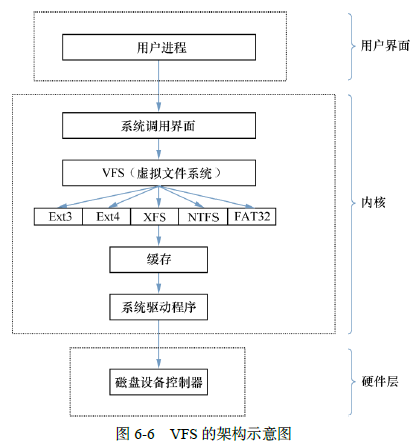 用户进程
用户界面
系统调用界面
VFS（虚拟文件系统）
Ext3 Ext4 XFS NTFS FAT32
内核
缓存
系统驱动程序
磁盘设备控制器
硬件层
图 6-6 VFS 的架构示意图